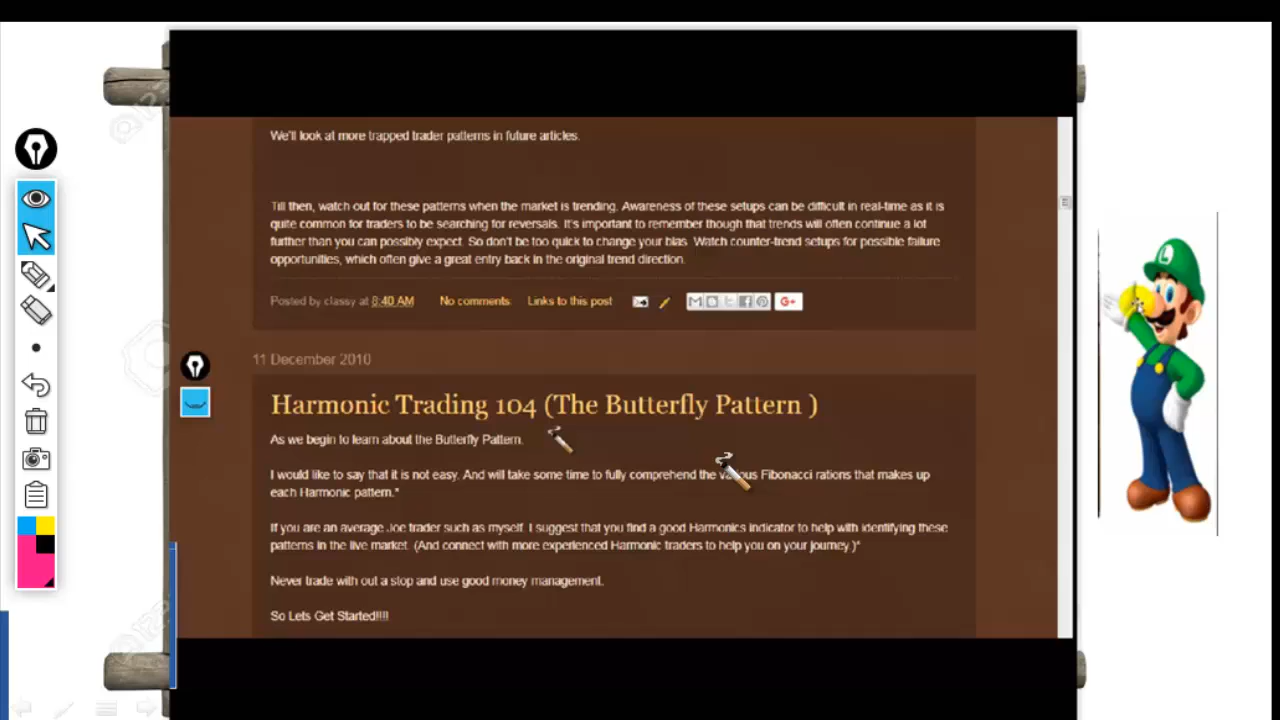 We'll look at more trapped trader patterns in future articles.
Till then, watch out for these patterns when the market is trending. Awareness of these setups can be difficult in real-time as it is
quite common for traders to be searching for reversals. It's important to remember though that trends will often continue a lot
further than you can possibly expect. So don't be too quick to change your bias. Watch counter-trend setups for possible failure
opportunities, which often give a great entry back in the original trend direction.
Posted by classy at 8:40 AM No comments: Links to this post
G+
11 December 2010
Harmonic Trading 104 (The Butterfly Pattern )
As we begin to learn about the Butterfly Pattern.
I would like to say that it is not easy. And will take some time to fully comprehend the various Fibonacci rations that makes up
each Harmonic pattern.*
If you are an average Joe trader such as myself. I suggest that you find a good Harmonics indicator to help with identifying these
patterns in the live market. (And connect with more experienced Harmonic traders to help you on your journey.)*
Never trade with out a stop and use good money management.
So Lets Get Started!!!!
L